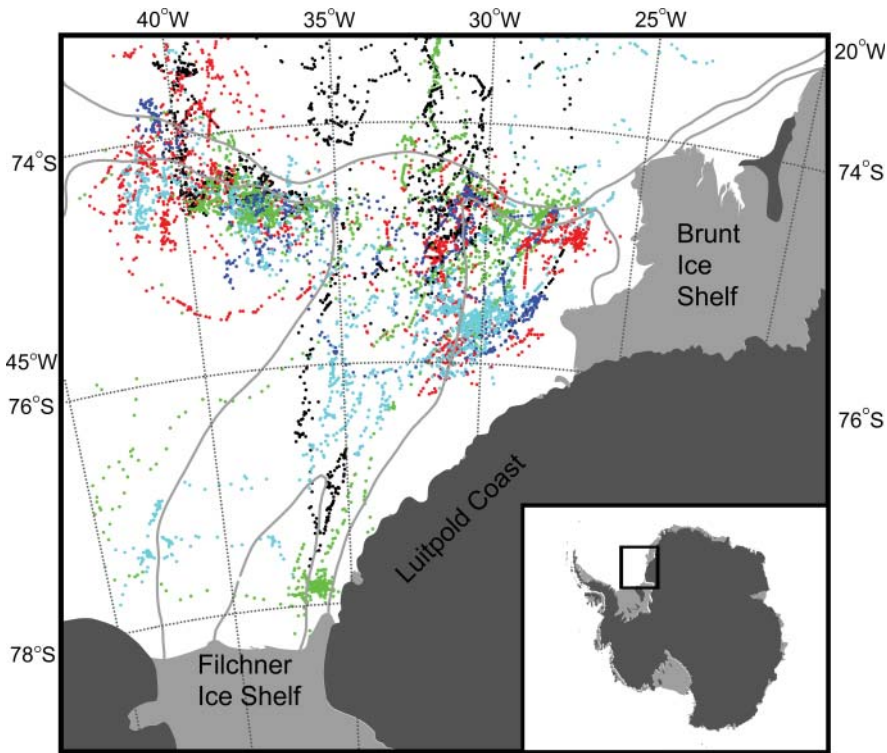 40°W
35°W
30°W
25°W
20°W
74°S
74°S
Brunt
Ice
Shelf
45°W
76°S
76°S
Luitpold Coast
78°S
Filchner
Ice Shelf